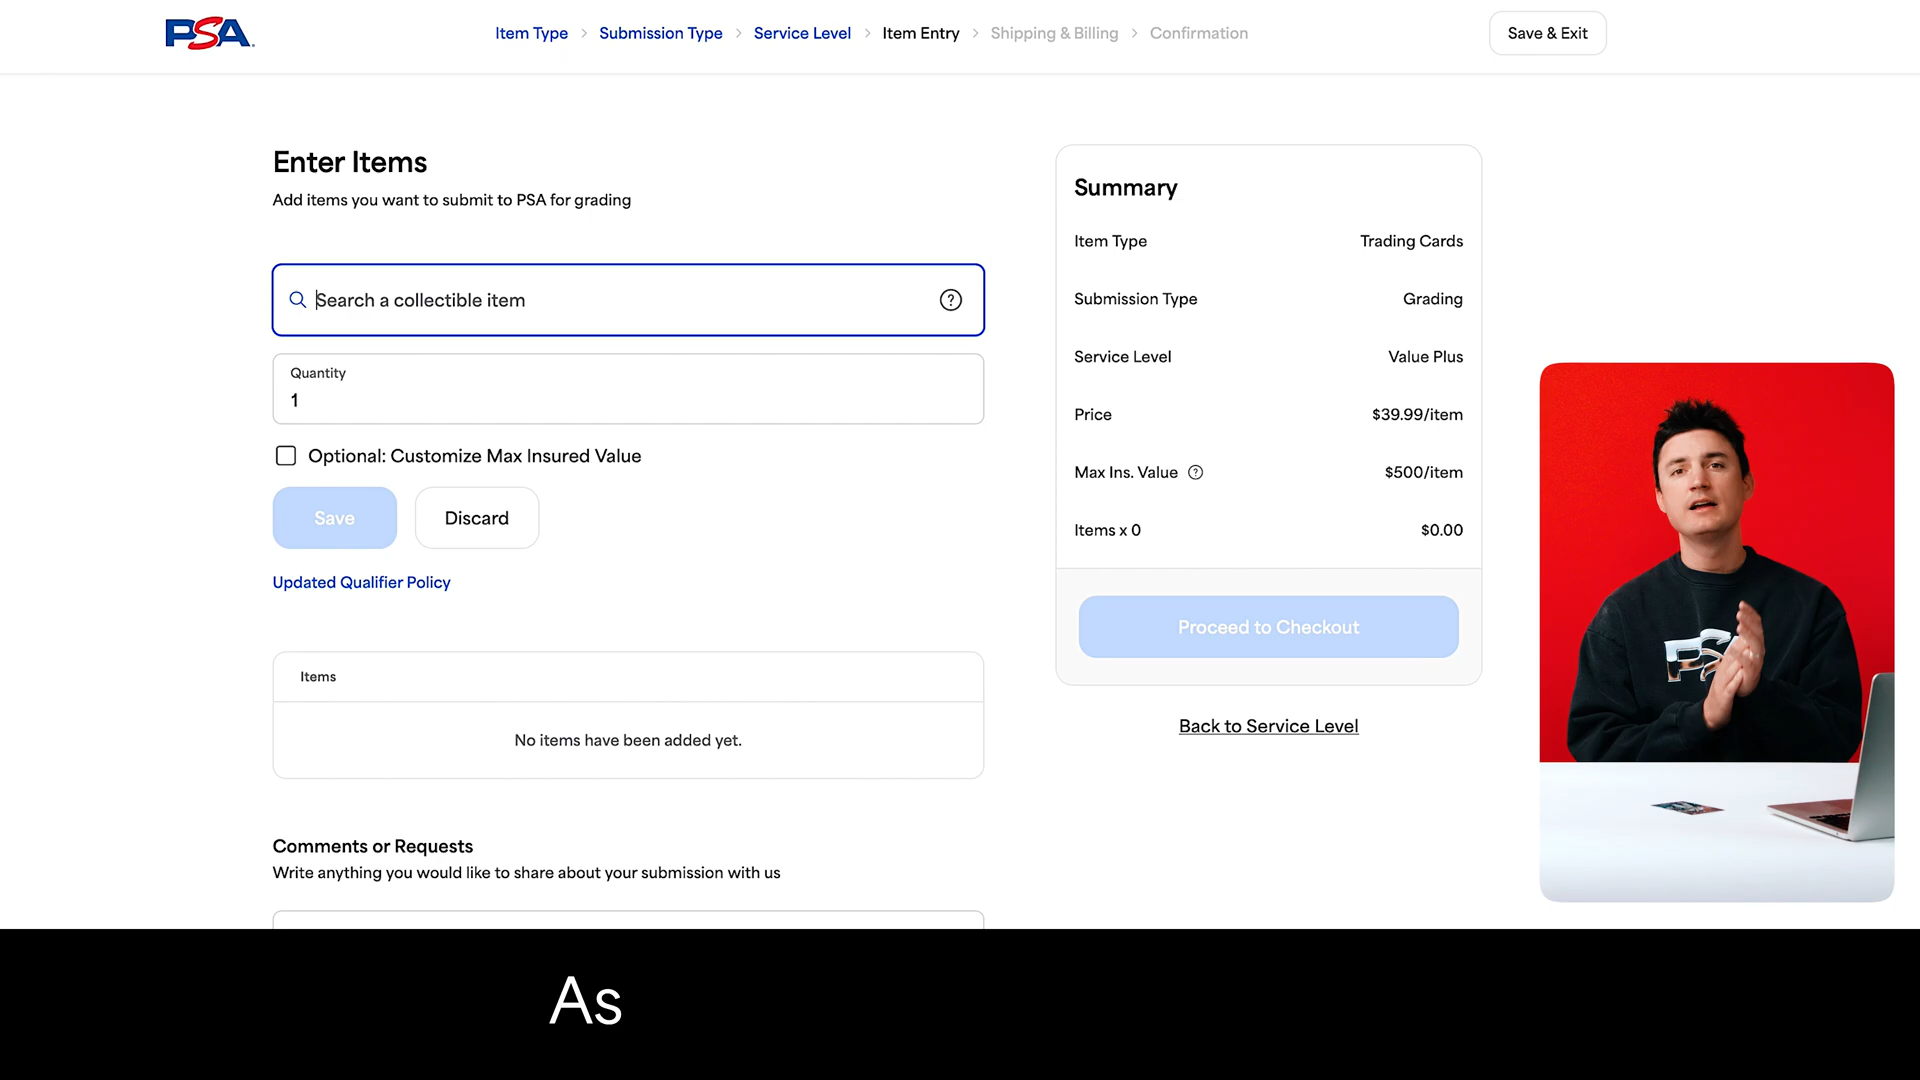 PSA
Item Type > Submission Type > Service Level > Item Entry > Shipping & Billing > Confirmation
Save & Exit
Enter Items
Add items you want to submit to PSA for grading
Search a collectible item
Quantity
1
Optional: Customize Max Insured Value
Save
Discard
Updated Qualifier Policy
Items
No items have been added yet.
Comments or Requests
Write anything you would like to share about your submission with us
Summary
Item Type Trading Cards
Submission Type Grading
Service Level Value Plus
Price $39.99/item
Max Ins. Value $500/item
Items x 0 $0.00
Proceed to Checkout
Back to Service Level
PSA
As